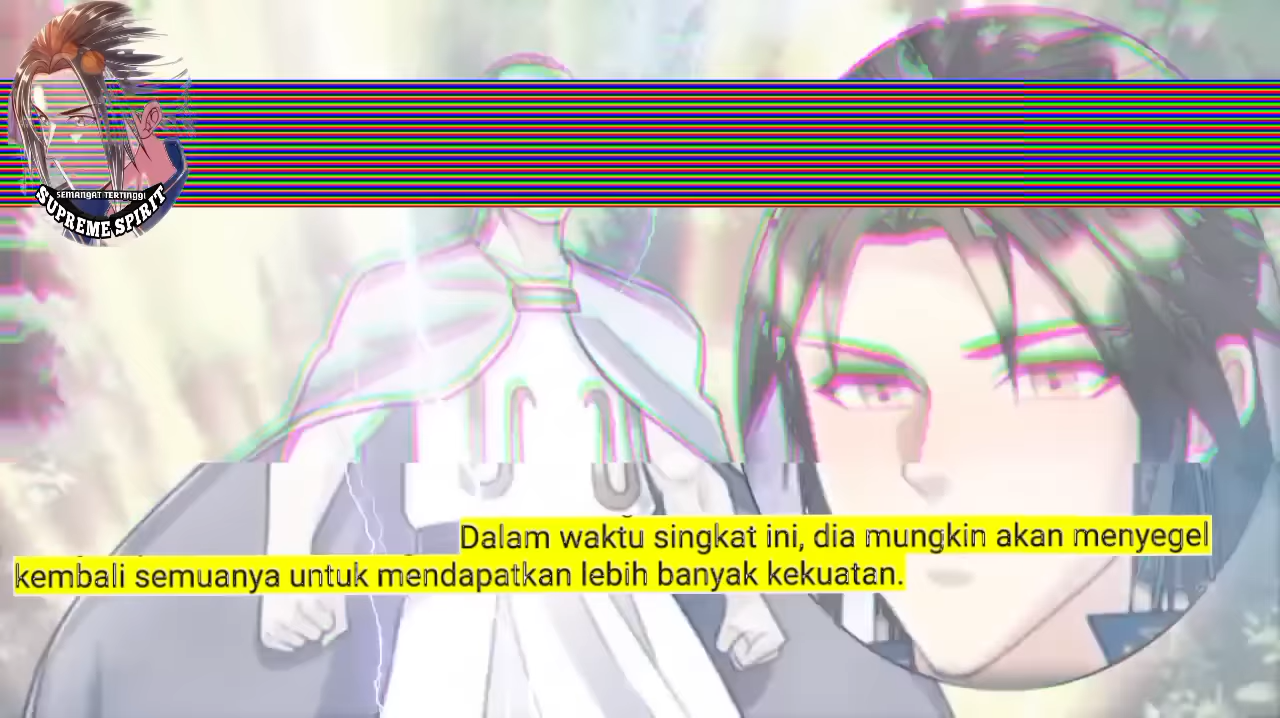 SEMANGAT TERTINGGI
SUPREME SPIRIT
Dalam waktu singkat ini, dia mungkin akan menyegel
kembali semuanya untuk mendapatkan lebih banyak kekuatan.